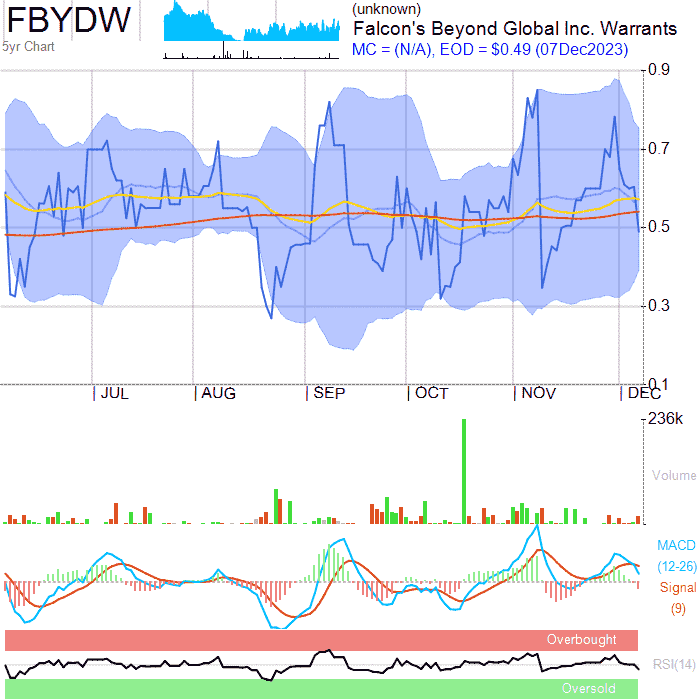 FBYDW
5yr Chart
(unknown)
Falcon's Beyond Global Inc. Warrants
MC = (N/A), EOD = $0.49 (07Dec2023)
0.9
0.7
0.5
0.3
0.1
JUL AUG SEP OCT NOV DEC
236k
Volume
MACD
(12-26)
Signal
(9)
Overbought
RSI(14)
Oversold